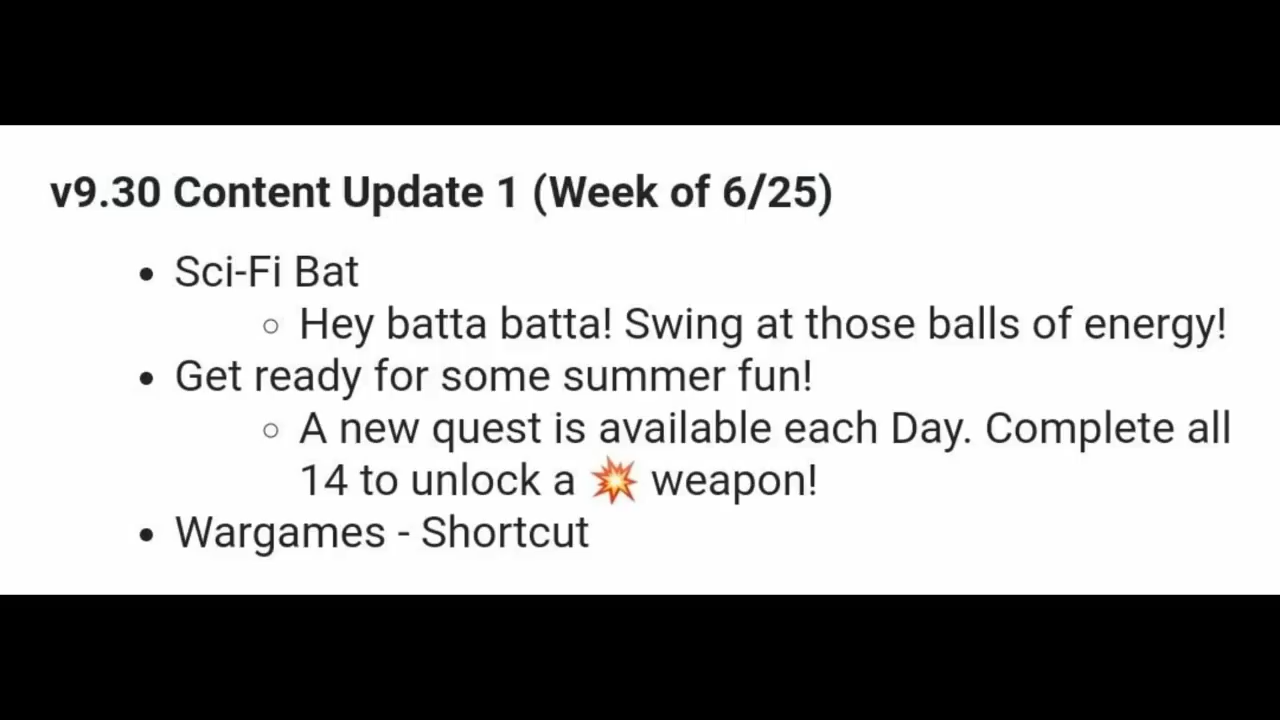 v9.30 Content Update 1 (Week of 6/25)
• Sci-Fi Bat
◦ Hey batta batta! Swing at those balls of energy!
• Get ready for some summer fun!
◦ A new quest is available each Day. Complete all
14 to unlock a 💥 weapon!
• Wargames - Shortcut